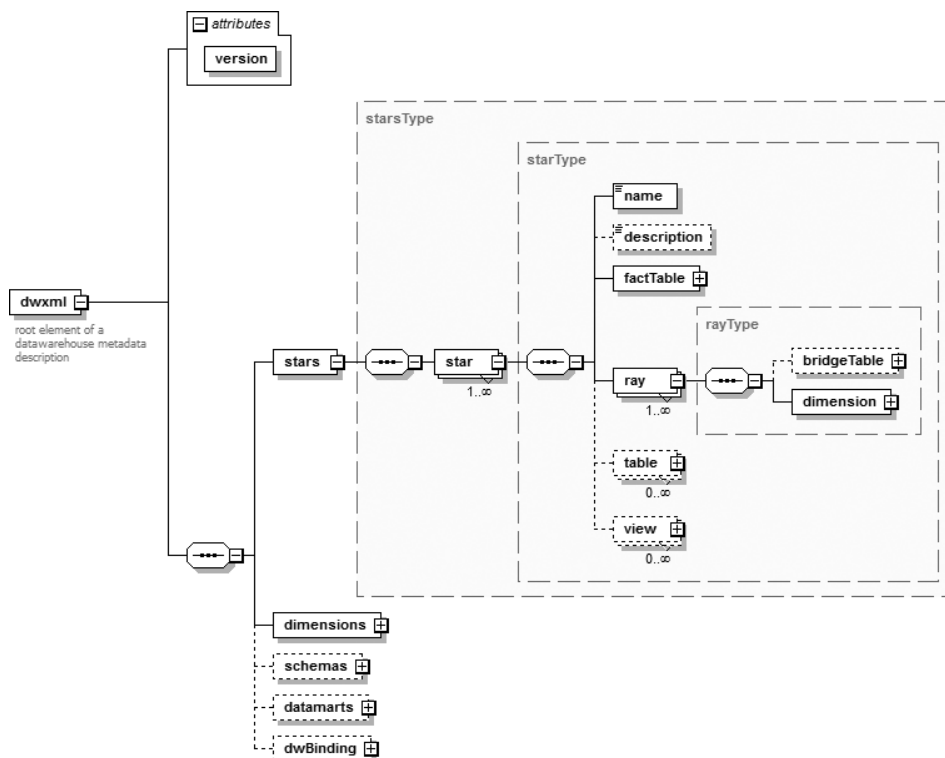 attributes
version
starsType
starType
name
description
factTable
dwxml
root element of a
datawarehouse metadata
description
rayType
stars
star
1..∞
ray
1..∞
bridgeTable
dimension
table
0..∞
view
0..∞
dimensions
schemas
datamarts
dwBinding